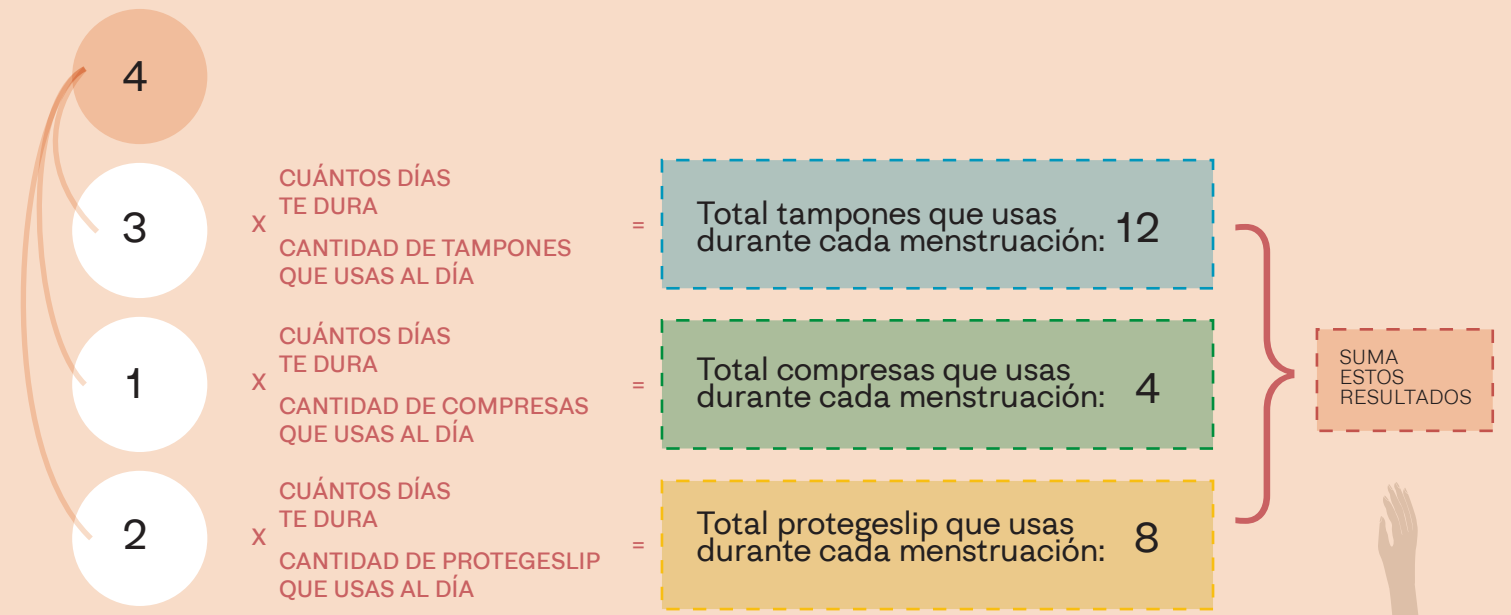 4
3
X
CUÁNTOS DÍAS
TE DURA
CANTIDAD DE TAMPONES
QUE USAS AL DÍA
=
Total tampones que usas
durante cada menstruación: 12
1
X
CUÁNTOS DÍAS
TE DURA
CANTIDAD DE COMPRESAS
QUE USAS AL DÍA
=
Total compresas que usas
durante cada menstruación: 4
2
X
CUÁNTOS DÍAS
TE DURA
CANTIDAD DE PROTEGESLIP
QUE USAS AL DÍA
=
Total protegeslip que usas
durante cada menstruación: 8
SUMA
ESTOS
RESULTADOS